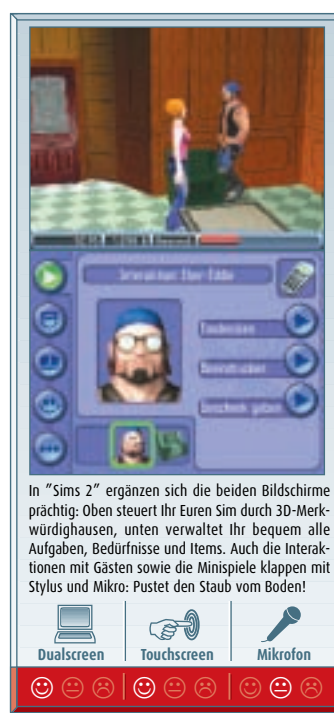 Geschenk geben
In "Sims 2" ergänzen sich die beiden Bildschirme
prächtig: Oben steuert Ihr Euren Sim durch 3D-Merk-
würdighausen, unten verwaltet Ihr bequem alle
Aufgaben, Bedürfnisse und Items. Auch die Interak-
tionen mit Gästen sowie die Minispiele klappen mit
Stylus und Mikro: Pustet den Staub vom Boden!
Dualscreen Touchscreen Mikrofon